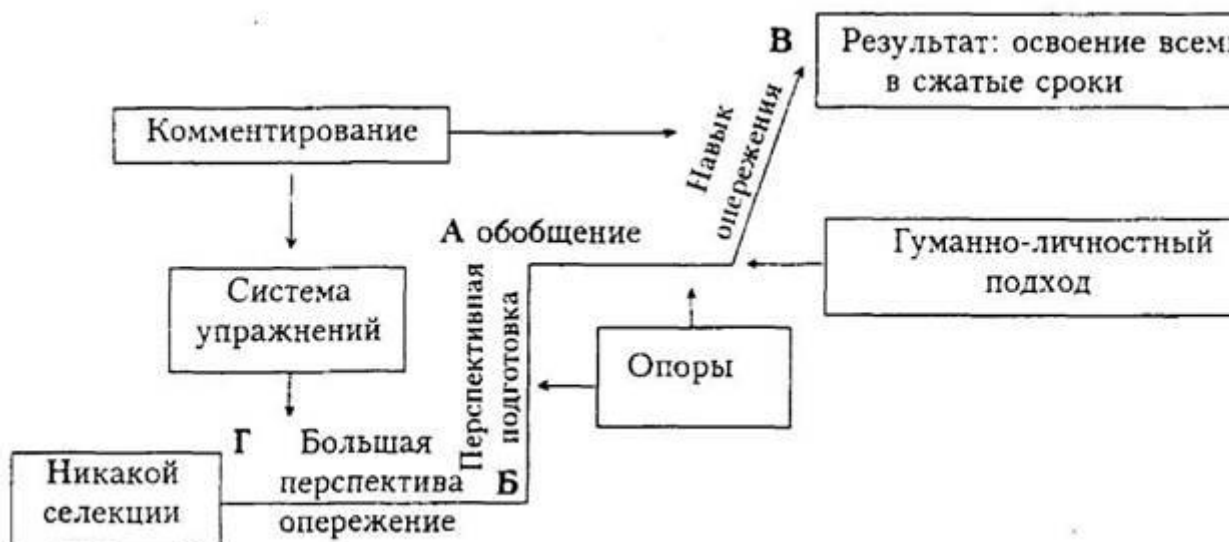 В
Результат: освоение всем
в сжатые сроки
Комментирование
Навык
опережения
А обобщение
Гуманно-личностный
подход
Система
упражнений
Перспективная
подготовка
Опоры
Г
Большая
перспектива
опережение
Б
Никакой
селекции